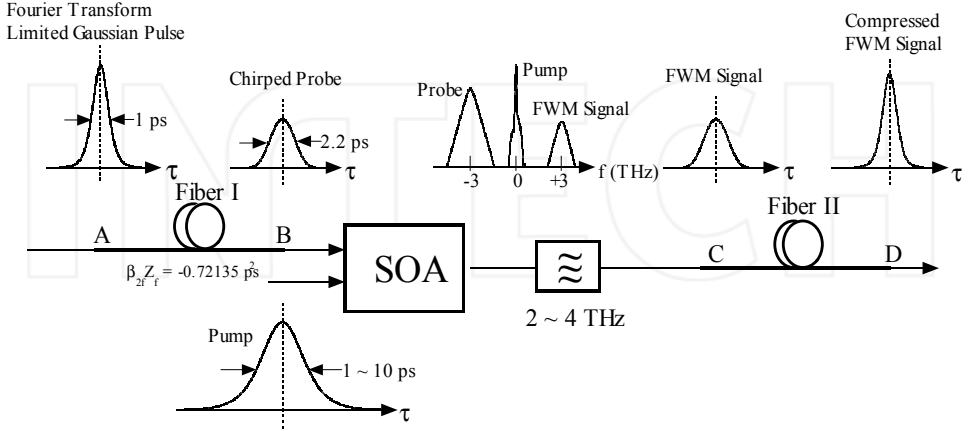 Fourier Transform
Limited Gaussian Pulse
1 ps
τ
Chirped Probe
2.2 ps
τ
Probe
Pump
FWM Signal
-3
0
+3
f (THz)
FWM Signal
τ
Compressed
FWM Signal
τ
INTECH
Fiber I
A
B
β2fZf = -0.72135 ps²
SOA
2 ~ 4 THz
Fiber II
C
D
Pump
1 ~ 10 ps
τ